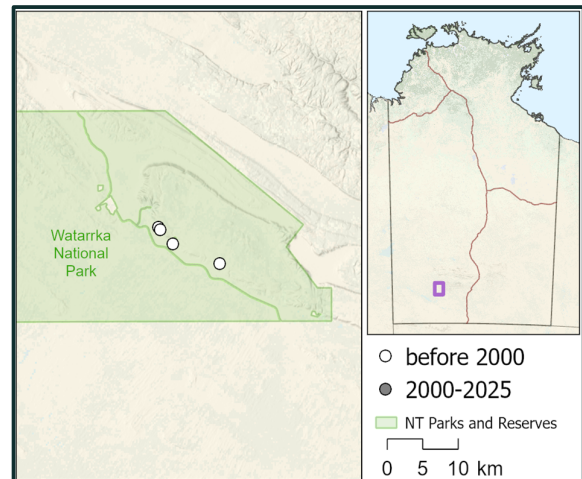 Watarrka
National
Park
before 2000
2000-2025
NT Parks and Reserves
0 5 10 km